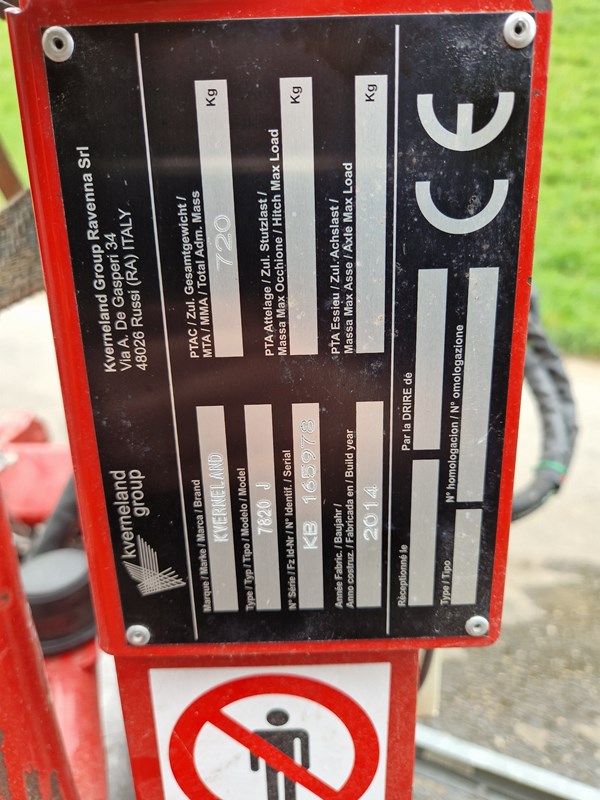 kverneland
group
Kverneland Group Ravenna Srl
Via A. De Gasperi 34
48026 Russi (RA) ITALY
Marque / Marke / Marca / Brand
KVERNELAND
Type / Typ / Tipo / Modelo / Model
7820 J
N° Série / Fz Id-Nr / N° Identif. / Serial
KB 165978
Année Fabric. / Baujahr /
Anno costruz. / Fabricada en / Build year
2014
PTAC / Zul. Gesamtgewicht /
MTA / MMA / Total Adm. Mass
720 Kg
PTA Attelage / Zul. Stutzlast /
Massa Max Occhione / Hitch Max Load
Kg
PTA Essieu / Zul. Achslast /
Massa Max Asse / Axle Max Load
Kg
Réceptionné le
Par la DRIRE dé
Type / Tipo
N° homologacion / N° omologazione
CE